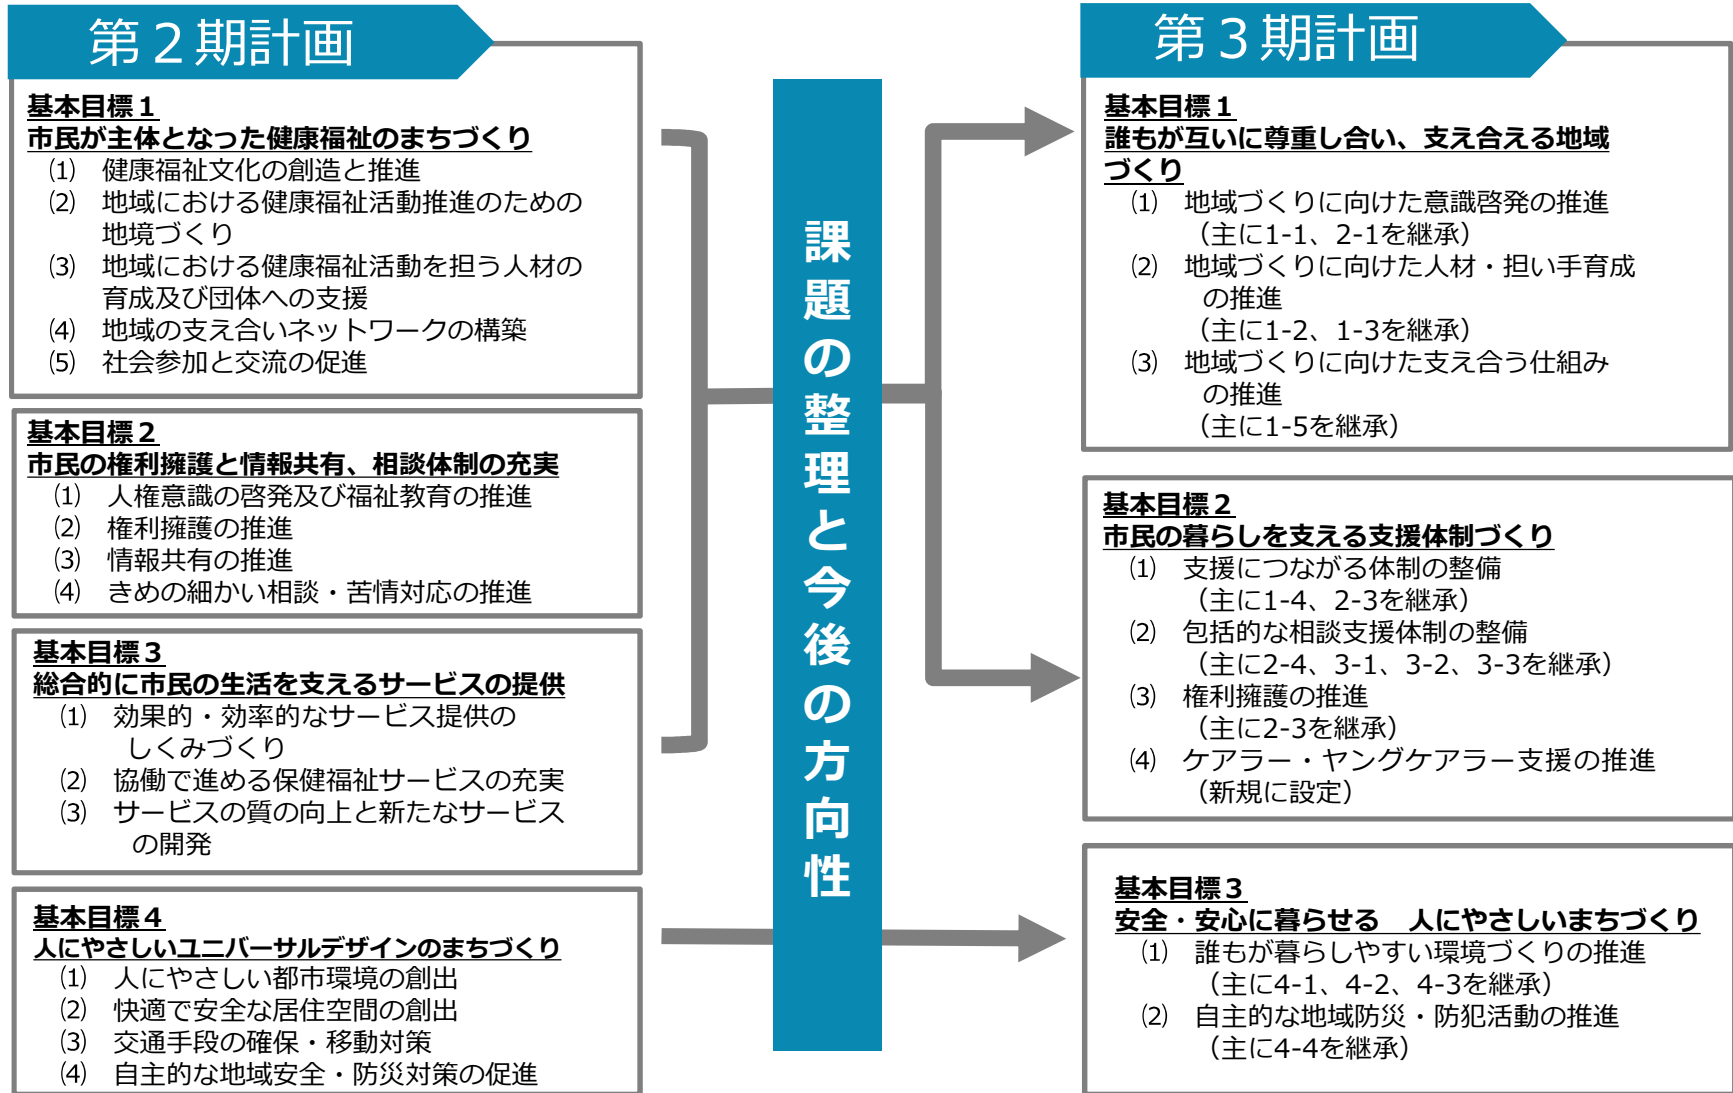 第２期計画
基本目標１
市民が主体となった健康福祉のまちづくり
⑴ 健康福祉文化の創造と推進
⑵ 地域における健康福祉活動推進のための
地境づくり
⑶ 地域における健康福祉活動を担う人材の
育成及び団体への支援
⑷ 地域の支え合いネットワークの構築
⑸ 社会参加と交流の促進
基本目標２
市民の権利擁護と情報共有、相談体制の充実
⑴ 人権意識の啓発及び福祉教育の推進
⑵ 権利擁護の推進
⑶ 情報共有の推進
⑷ きめの細かい相談・苦情対応の推進
基本目標３
総合的に市民の生活を支えるサービスの提供
⑴ 効果的・効率的なサービス提供の
しくみづくり
⑵ 協働で進める保健福祉サービスの充実
⑶ サービスの質の向上と新たなサービス
の開発
基本目標４
人にやさしいユニバーサルデザインのまちづくり
⑴ 人にやさしい都市環境の創出
⑵ 快適で安全な居住空間の創出
⑶ 交通手段の確保・移動対策
⑷ 自主的な地域安全・防災対策の促進
課題の整理と今後の方向性
第３期計画
基本目標１
誰もが互いに尊重し合い、支え合える地域
づくり
⑴ 地域づくりに向けた意識啓発の推進
（主に1-1、2-1を継承）
⑵ 地域づくりに向けた人材・担い手育成
の推進
（主に1-2、1-3を継承）
⑶ 地域づくりに向けた支え合う仕組み
の推進
（主に1-5を継承）
基本目標２
市民の暮らしを支える支援体制づくり
⑴ 支援につながる体制の整備
（主に1-4、2-3を継承）
⑵ 包括的な相談支援体制の整備
（主に2-4、3-1、3-2、3-3を継承）
⑶ 権利擁護の推進
（主に2-3を継承）
⑷ ケアラー・ヤングケアラー支援の推進
（新規に設定）
基本目標３
安全・安心に暮らせる　人にやさしいまちづくり
⑴ 誰もが暮らしやすい環境づくりの推進
（主に4-1、4-2、4-3を継承）
⑵ 自主的な地域防災・防犯活動の推進
（主に4-4を継承）